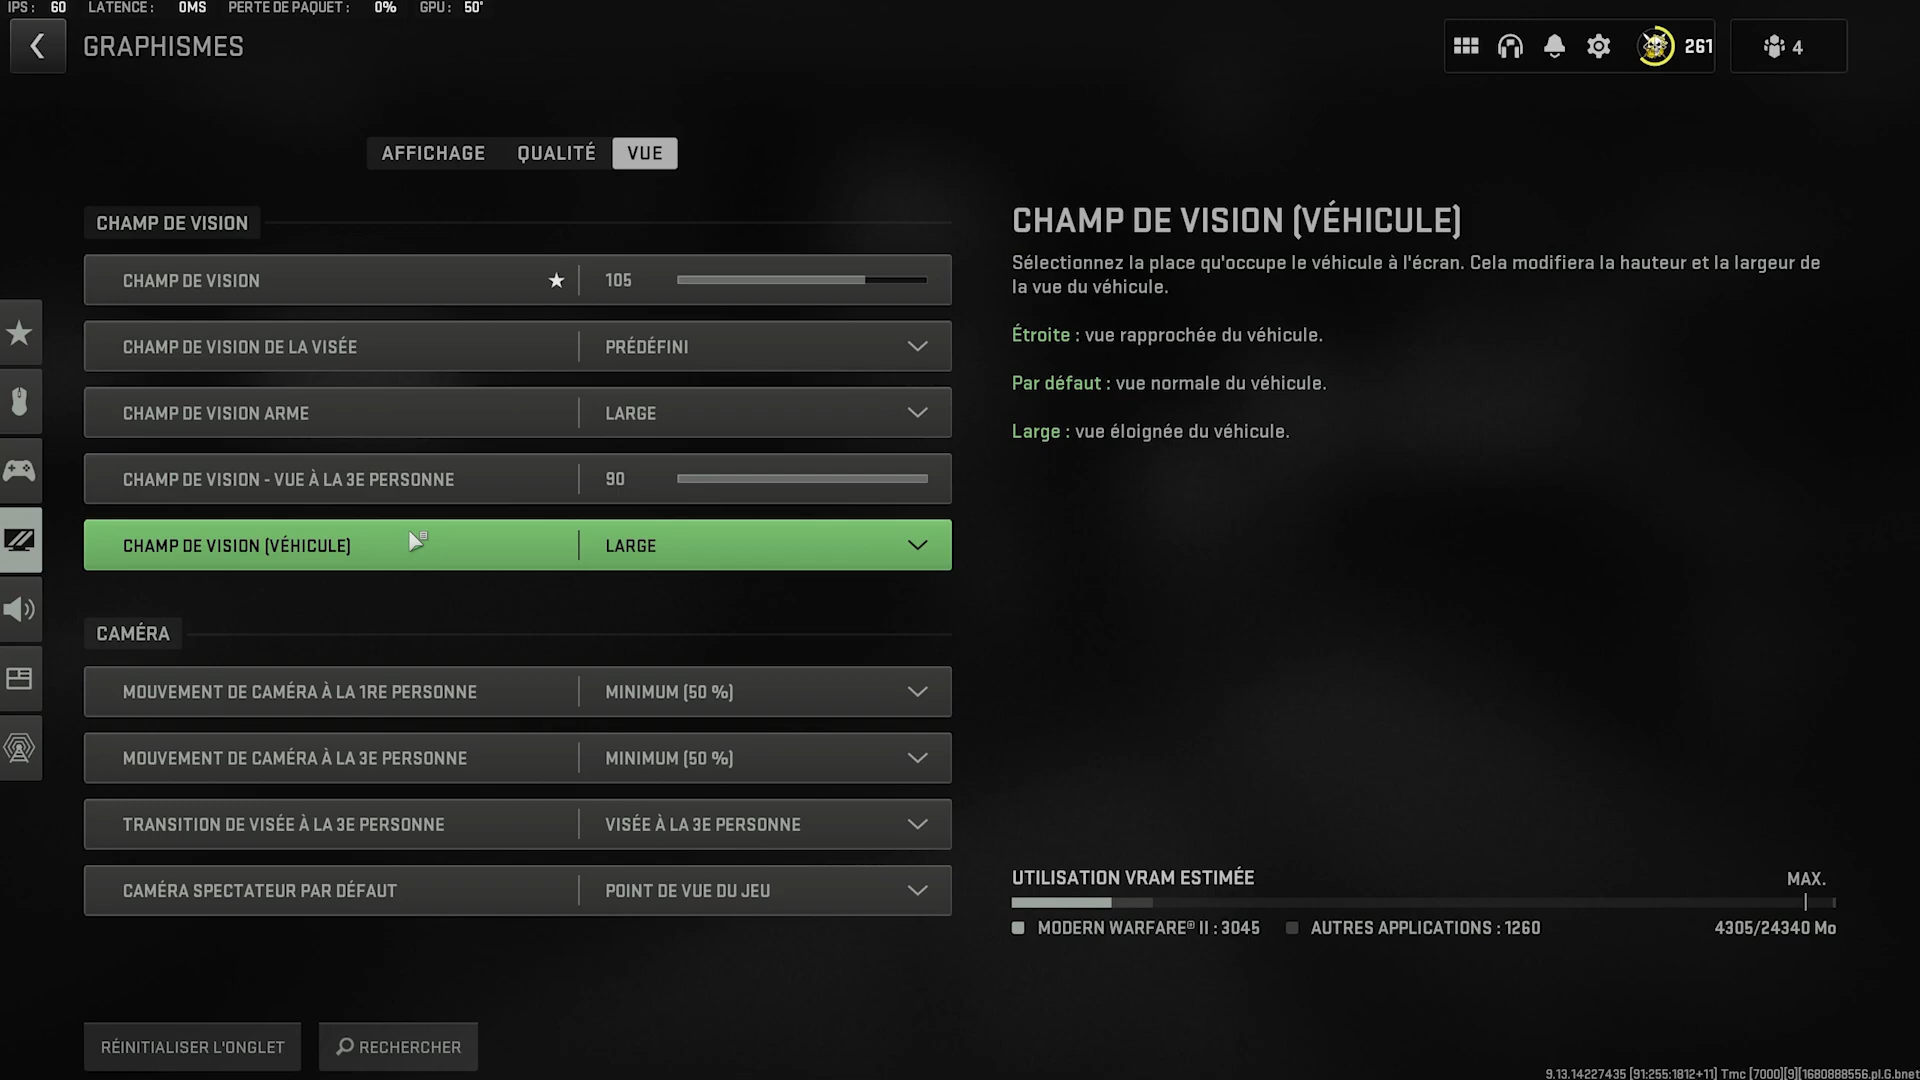 IPS : 60 LATENCE : 0MS PERTE DE PAQUET : 0% GPU : 50°
GRAPHISMES
261
4
AFFICHAGE QUALITÉ VUE
CHAMP DE VISION
CHAMP DE VISION 105
CHAMP DE VISION DE LA VISÉE PRÉDÉFINI
CHAMP DE VISION ARME LARGE
CHAMP DE VISION - VUE À LA 3E PERSONNE 90
CHAMP DE VISION (VÉHICULE) LARGE
CAMÉRA
MOUVEMENT DE CAMÉRA À LA 1RE PERSONNE MINIMUM (50 %)
MOUVEMENT DE CAMÉRA À LA 3E PERSONNE MINIMUM (50 %)
TRANSITION DE VISÉE À LA 3E PERSONNE VISÉE À LA 3E PERSONNE
CAMÉRA SPECTATEUR PAR DÉFAUT POINT DE VUE DU JEU
CHAMP DE VISION (VÉHICULE)
Sélectionnez la place qu'occupe le véhicule à l'écran. Cela modifiera la hauteur et la largeur de
la vue du véhicule.
Étroite : vue rapprochée du véhicule.
Par défaut : vue normale du véhicule.
Large : vue éloignée du véhicule.
UTILISATION VRAM ESTIMÉE
MAX.
MODERN WARFARE® II : 3045 AUTRES APPLICATIONS : 1260 4305/24340 Mo
RÉINITIALISER L'ONGLET RECHERCHER
9.13.14227435 [91:255:1812+11] Tmc [7000][9][1680888556.pl.G.bnet